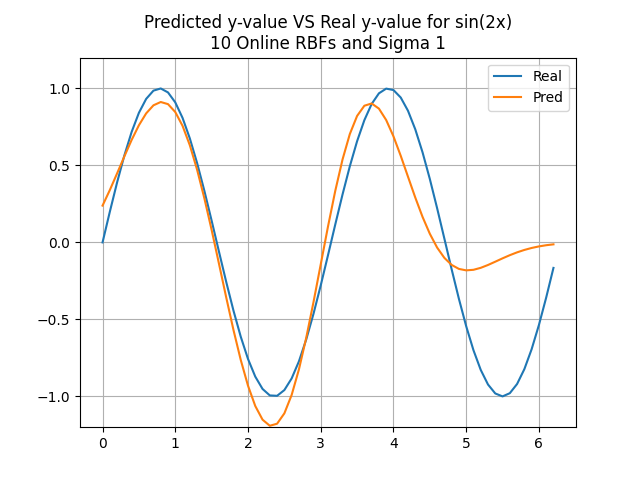 Predicted y-value VS Real y-value for sin(2x)
10 Online RBFs and Sigma 1
Real
Pred
1.0
0.5
0.0
−0.5
−1.0
0 1 2 3 4 5 6